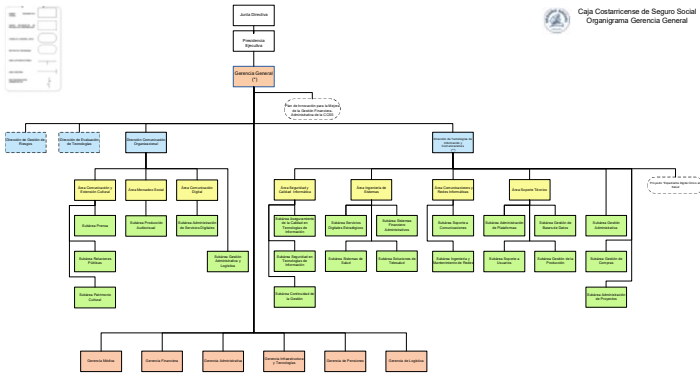 Caja Costarricense de Seguro Social
Organigrama Gerencia General
Junta Directiva
Presidencia
Ejecutiva
Gerencia General
(*)
Plan de Innovación para la Mejora
de la Gestión Financiera-
Administrativa de la CCSS
Dirección de Gestión de
Riesgos
Dirección de Evaluación
de Tecnologías
Dirección Comunicación
Organizacional
Dirección de Tecnologías de
Información y
Comunicaciones
Área Comunicación y
Extensión Cultural
Área Mercadeo Social
Área Comunicación
Digital
Área Seguridad y
Calidad Informática
Área Ingeniería de
Sistemas
Área Comunicaciones y
Redes Informáticas
Área Soporte Técnico
Subárea Prensa
Subárea Producción
Audiovisual
Subárea Administración
de Servicios Digitales
Subárea Aseguramiento
de la Calidad en
Tecnologías de
Información
Subárea Servicios
Digitales Estratégicos
Subárea Sistemas
Financiero
Administrativos
Subárea Soporte a
Comunicaciones
Subárea Administración
de Plataformas
Subárea Gestión de
Bases de Datos
Subárea Gestión
Administrativa
Subárea Relaciones
Públicas
Subárea Gestión
Administrativa y
Logística
Subárea Seguridad en
Tecnologías de
Información
Subárea Sistemas de
Salud
Subárea Soluciones de
Telesalud
Subárea Ingeniería y
Mantenimiento de Redes
Subárea Soporte a
Usuarios
Subárea Gestión de la
Producción
Subárea Gestión de
Compras
Subárea Patrimonio
Cultural
Subárea Continuidad de
la Gestión
Subárea Administración
de Proyectos
Gerencia Médica
Gerencia Financiera
Gerencia Administrativa
Gerencia Infraestructura
y Tecnologías
Gerencia de Pensiones
Gerencia de Logística